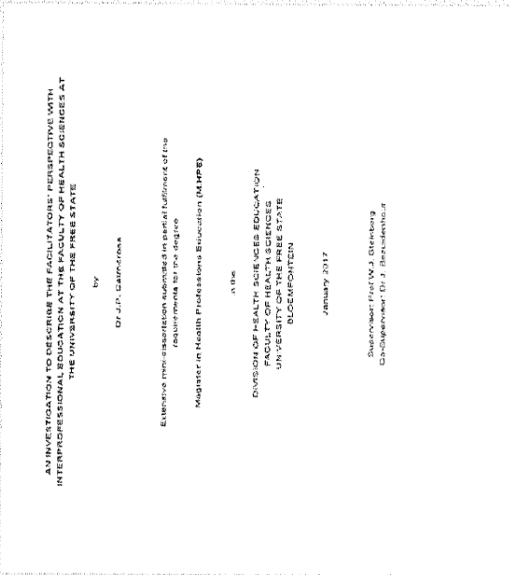 AN INVESTIGATION TO DESCRIBE THE FACILITATORS' PERSPECTIVE WITH
INTERPROFESSIONAL EDUCATION AT THE FACULTY OF HEALTH SCIENCES AT
THE UNIVERSITY OF THE FREE STATE
by
Dr J.P.
Extensive mini-dissertation submitted in partial fulfilment of the
requirements for the degree
Magister in Health Professions Education (M.HPE)
in the
DIVISION OF HEALTH SCIENCES EDUCATION
FACULTY OF HEALTH SCIENCES
UNIVERSITY OF THE FREE STATE
BLOEMFONTEIN
January 2017
Supervisor: Prof W.J. Steinberg
Co-Supervisor: Dr J. Bezuidenhout